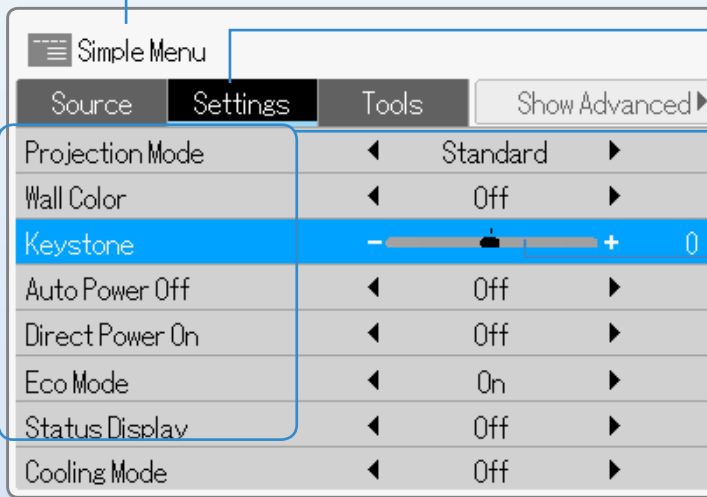 Simple Menu
Source Settings Tools Show Advanced
Projection Mode Standard
Wall Color Off
Keystone - + 0
Auto Power Off Off
Direct Power On Off
Eco Mode On
Status Display Off
Cooling Mode Off